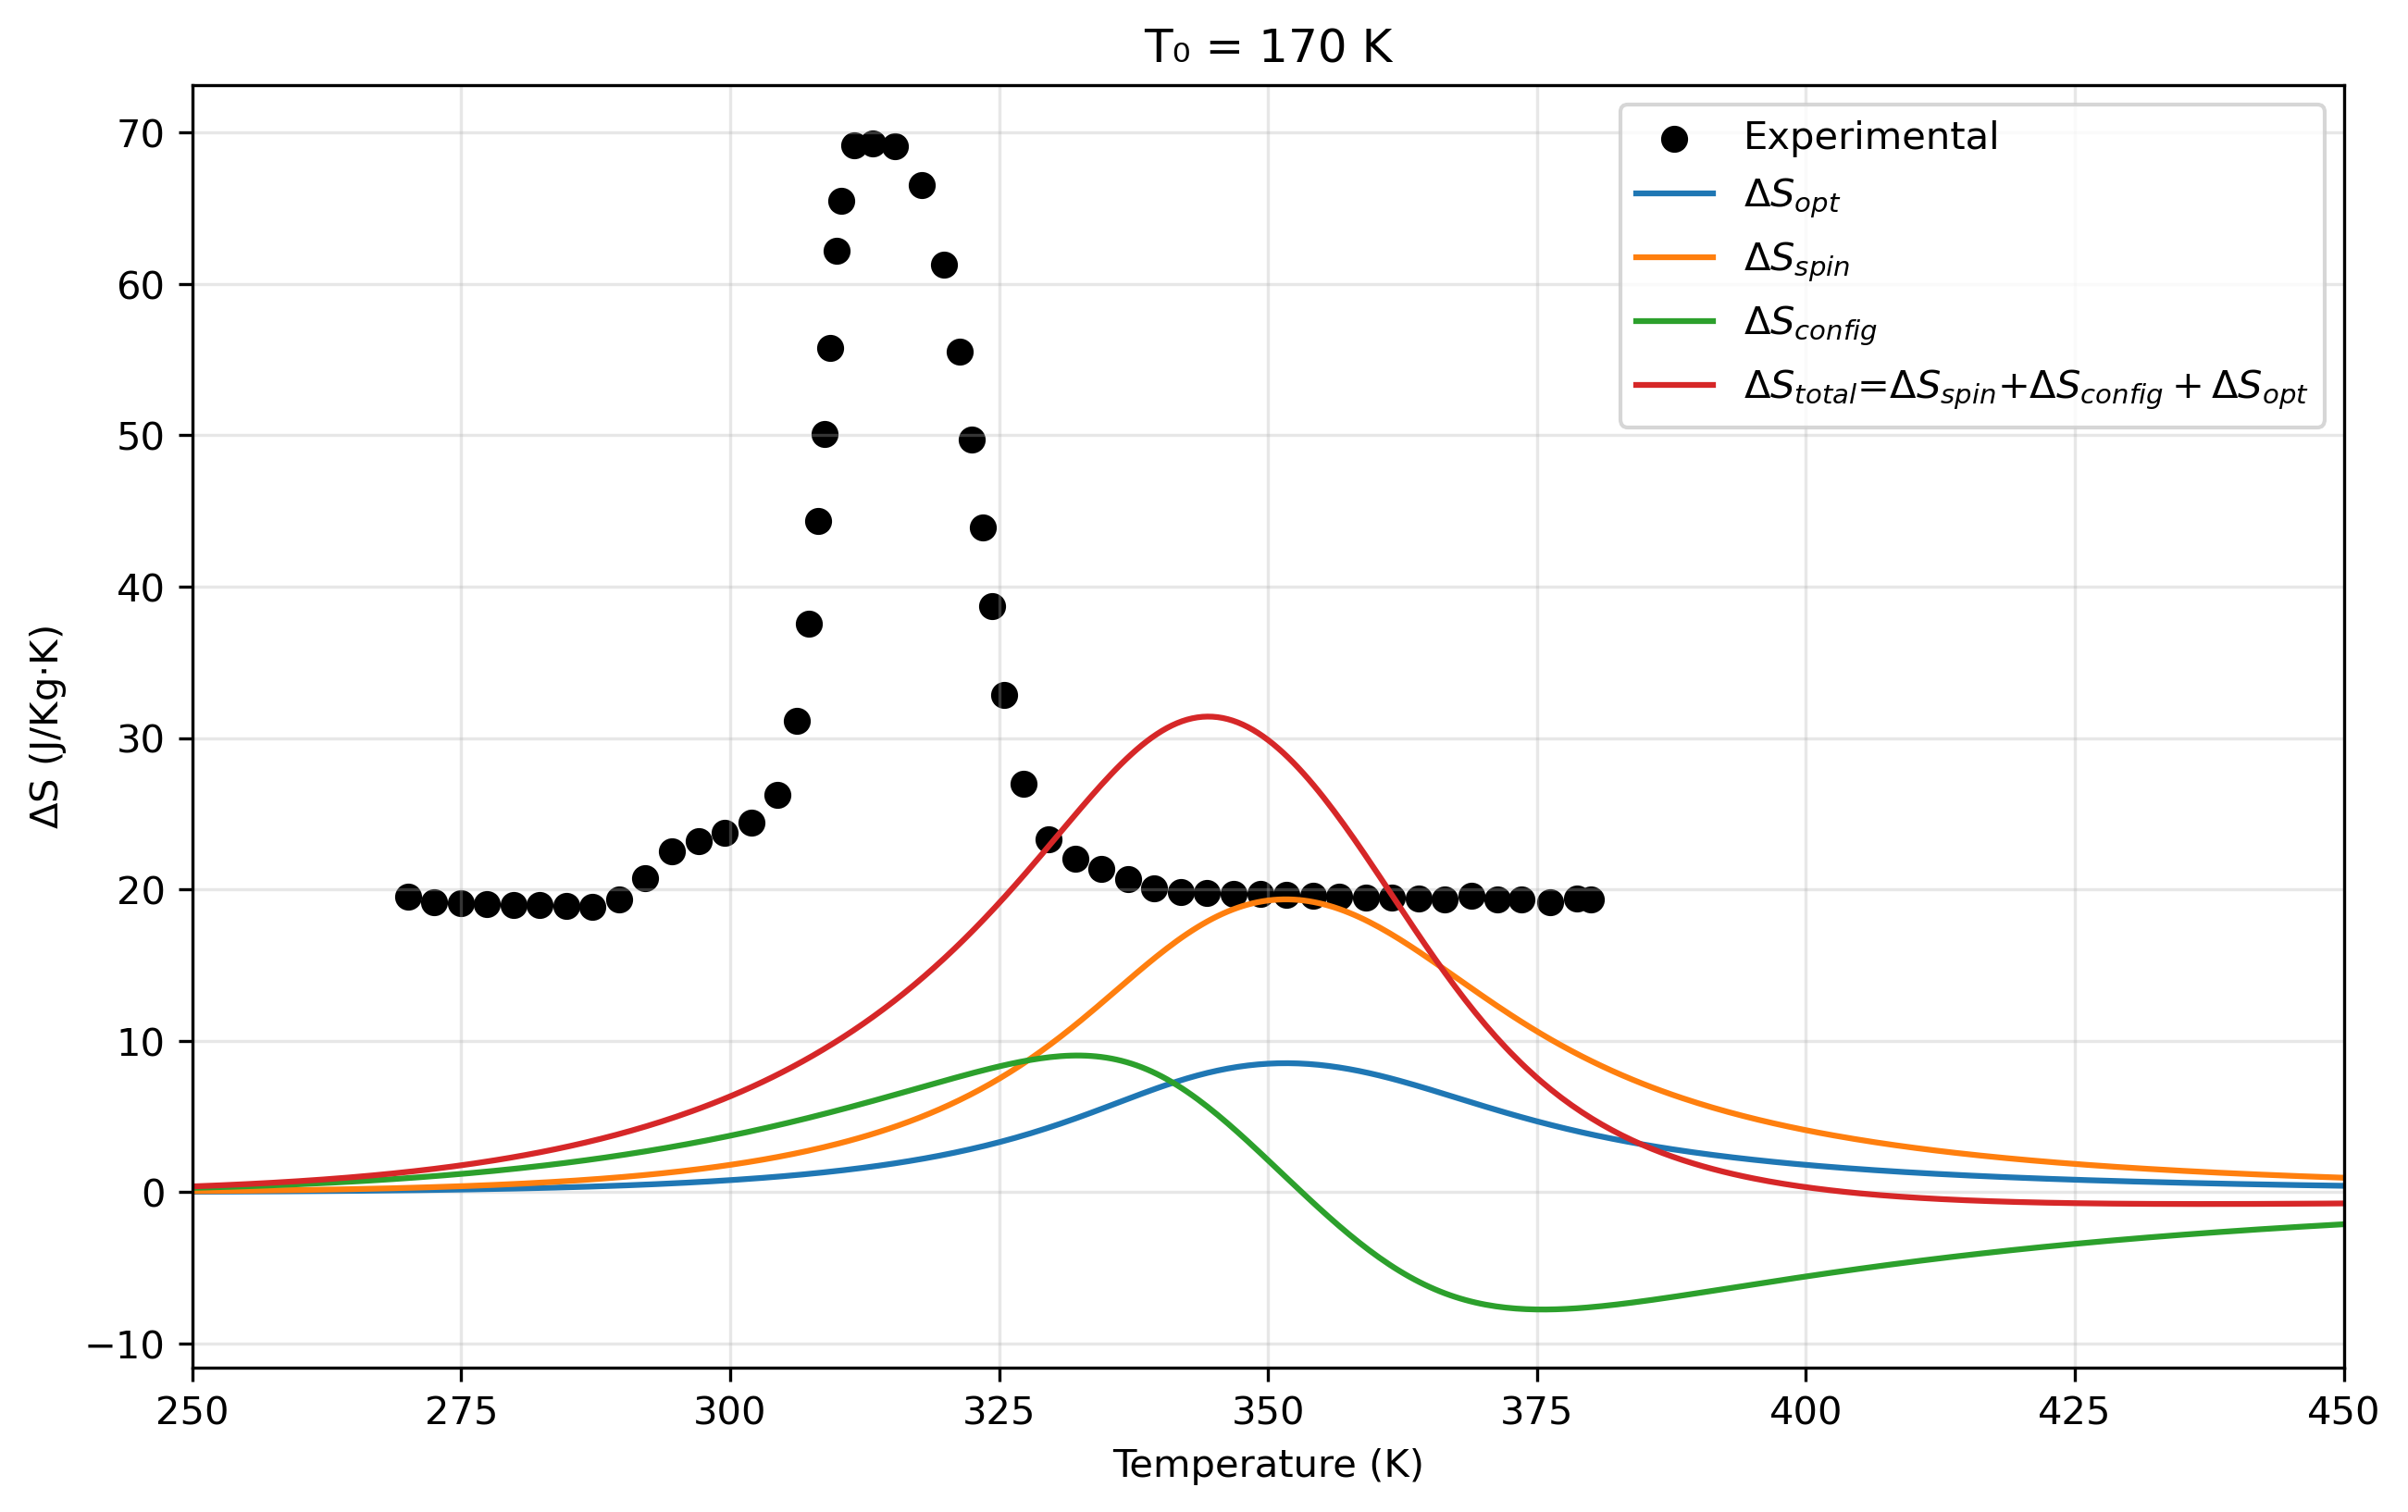 T₀ = 170 K
Experimental
ΔS_opt
ΔS_spin
ΔS_config
ΔS_total=ΔS_spin+ΔS_config + ΔS_opt
ΔS (J/Kg·K)
70
60
50
40
30
20
10
0
−10
250 275 300 325 350 375 400 425 450
Temperature (K)